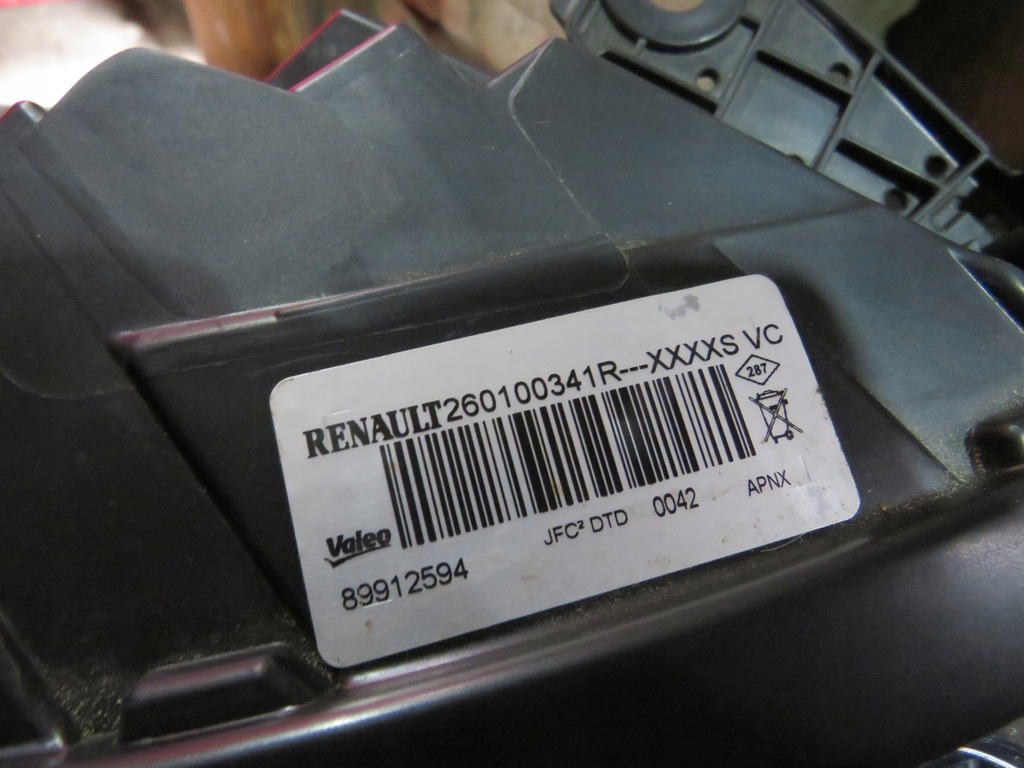 RENAULT260100341R---XXXXS VC
287
Valeo
JFC² DTD 0042 APNX
89912594